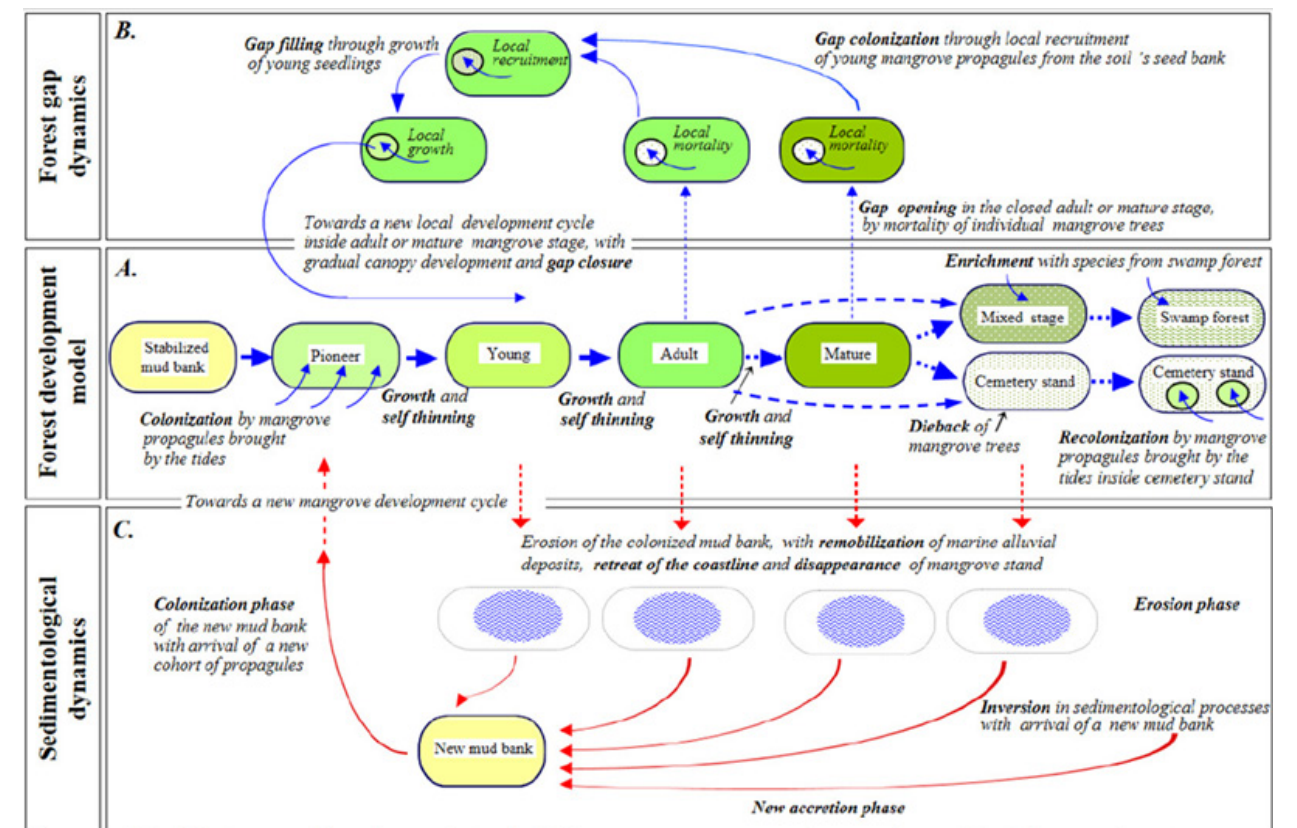 Forest gap
dynamics
B.
Gap filling through growth
of young seedlings
Local
recruitment
Gap colonization through local recruitment
of young mangrove propagules from the soil 's seed bank
Local
growth
Local
mortality
Local
mortality
Towards a new local development cycle
inside adult or mature mangrove stage, with
gradual canopy development and gap closure
Gap opening in the closed adult or mature stage,
by mortality of individual mangrove trees
Forest development
model
A.
Enrichment with species from swamp forest
Stabilized
mud bank
Pioneer
Young
Adult
Mature
Mixed stage
Swamp forest
Cemetery stand
Cemetery stand
Colonization by mangrove
propagules brought
by the tides
Growth and
self thinning
Growth and
self thinning
Growth and
self thinning
Dieback of
mangrove trees
Recolonization by mangrove
propagules brought by the
tides inside cemetery stand
Towards a new mangrove development cycle
Sedimentological
dynamics
C.
Erosion of the colonized mud bank, with remobilization of marine alluvial
deposits, retreat of the coastline and disappearance of mangrove stand
Colonization phase
of the new mud bank
with arrival of a new
cohort of propagules
Erosion phase
New mud bank
Inversion in sedimentological processes
with arrival of a new mud bank
New accretion phase